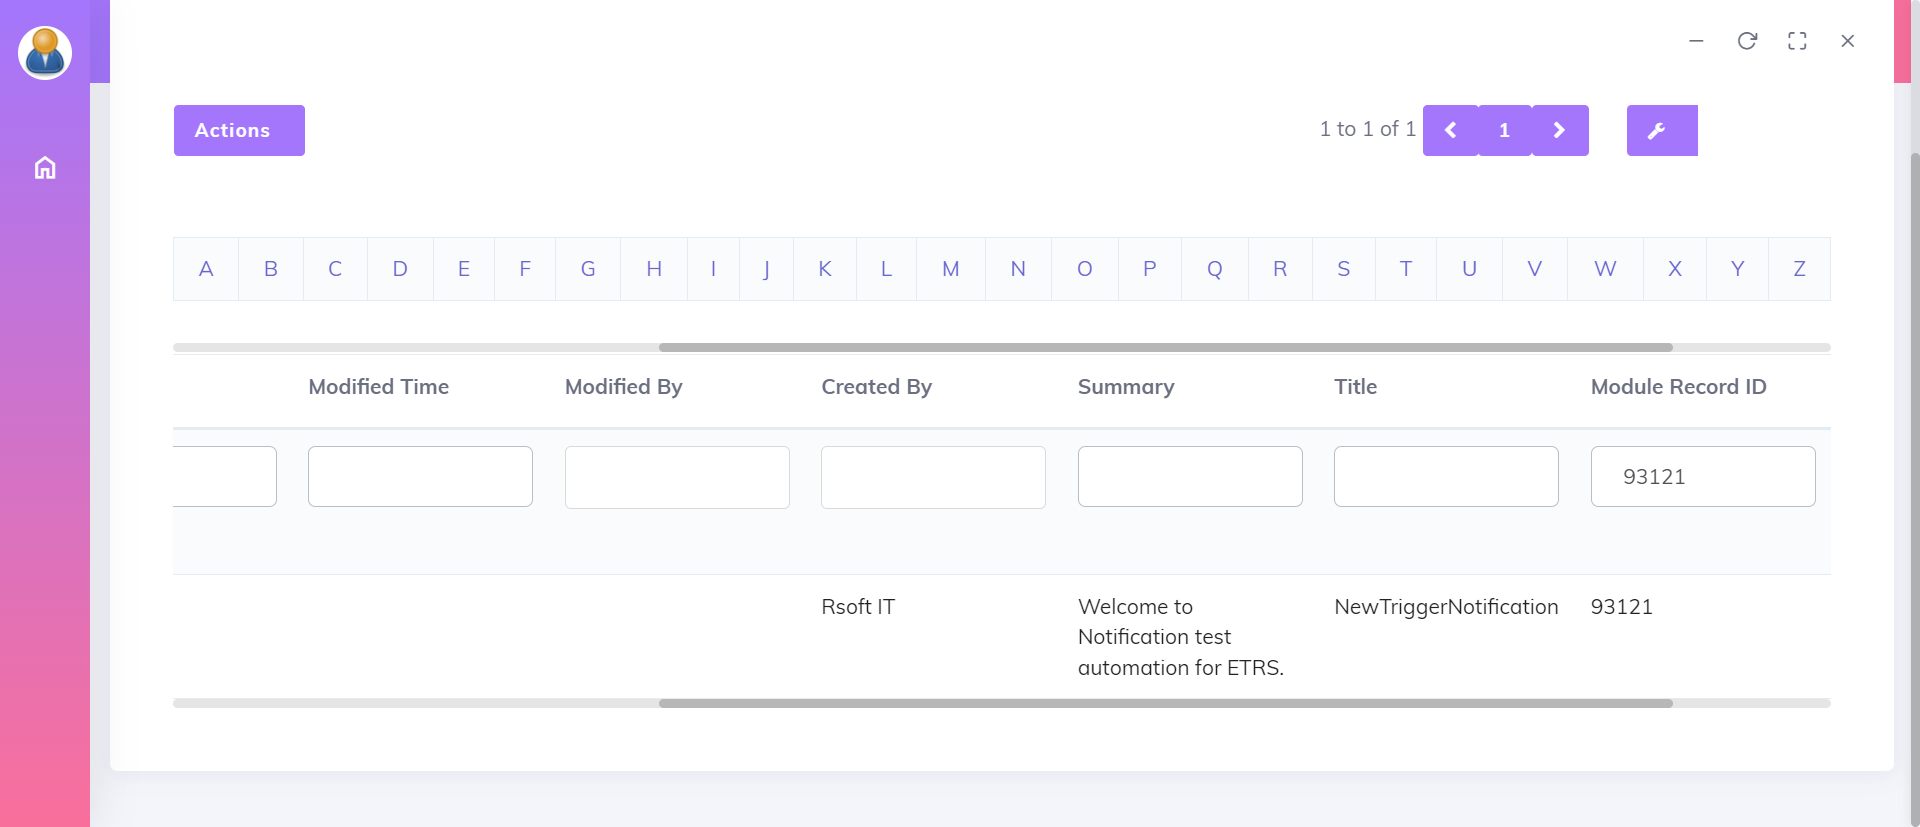 Actions
1 to 1 of 1
1
A B C D E F G H I J K L M N O P Q R S T U V W X Y Z
Modified Time Modified By Created By Summary Title Module Record ID
93121
Rsoft IT Welcome to NewTriggerNotification 93121
Notification test
automation for ETRS.